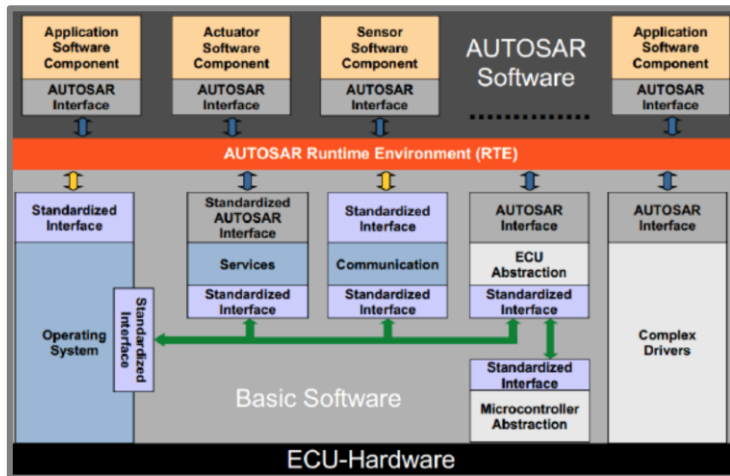 Application
Software
Component
AUTOSAR
Interface
Actuator
Software
Component
AUTOSAR
Interface
Sensor
Software
Component
AUTOSAR
Interface
AUTOSAR
Software
Application
Software
Component
AUTOSAR
Interface
AUTOSAR Runtime Environment (RTE)
Standardized
Interface
Operating
System
Standardized
Interface
Standardized
AUTOSAR
Interface
Services
Standardized
Interface
Standardized
Interface
Communication
Standardized
Interface
AUTOSAR
Interface
ECU
Abstraction
Standardized
Interface
Standardized
Interface
Microcontroller
Abstraction
AUTOSAR
Interface
Complex
Drivers
Basic Software
ECU-Hardware